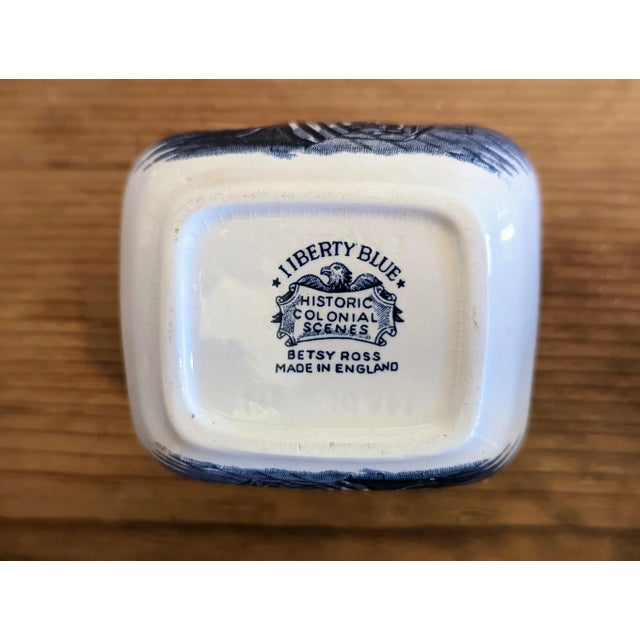 ★ LIBERTY BLUE ★
HISTORIC
COLONIAL
SCENES
BETSY ROSS
MADE IN ENGLAND